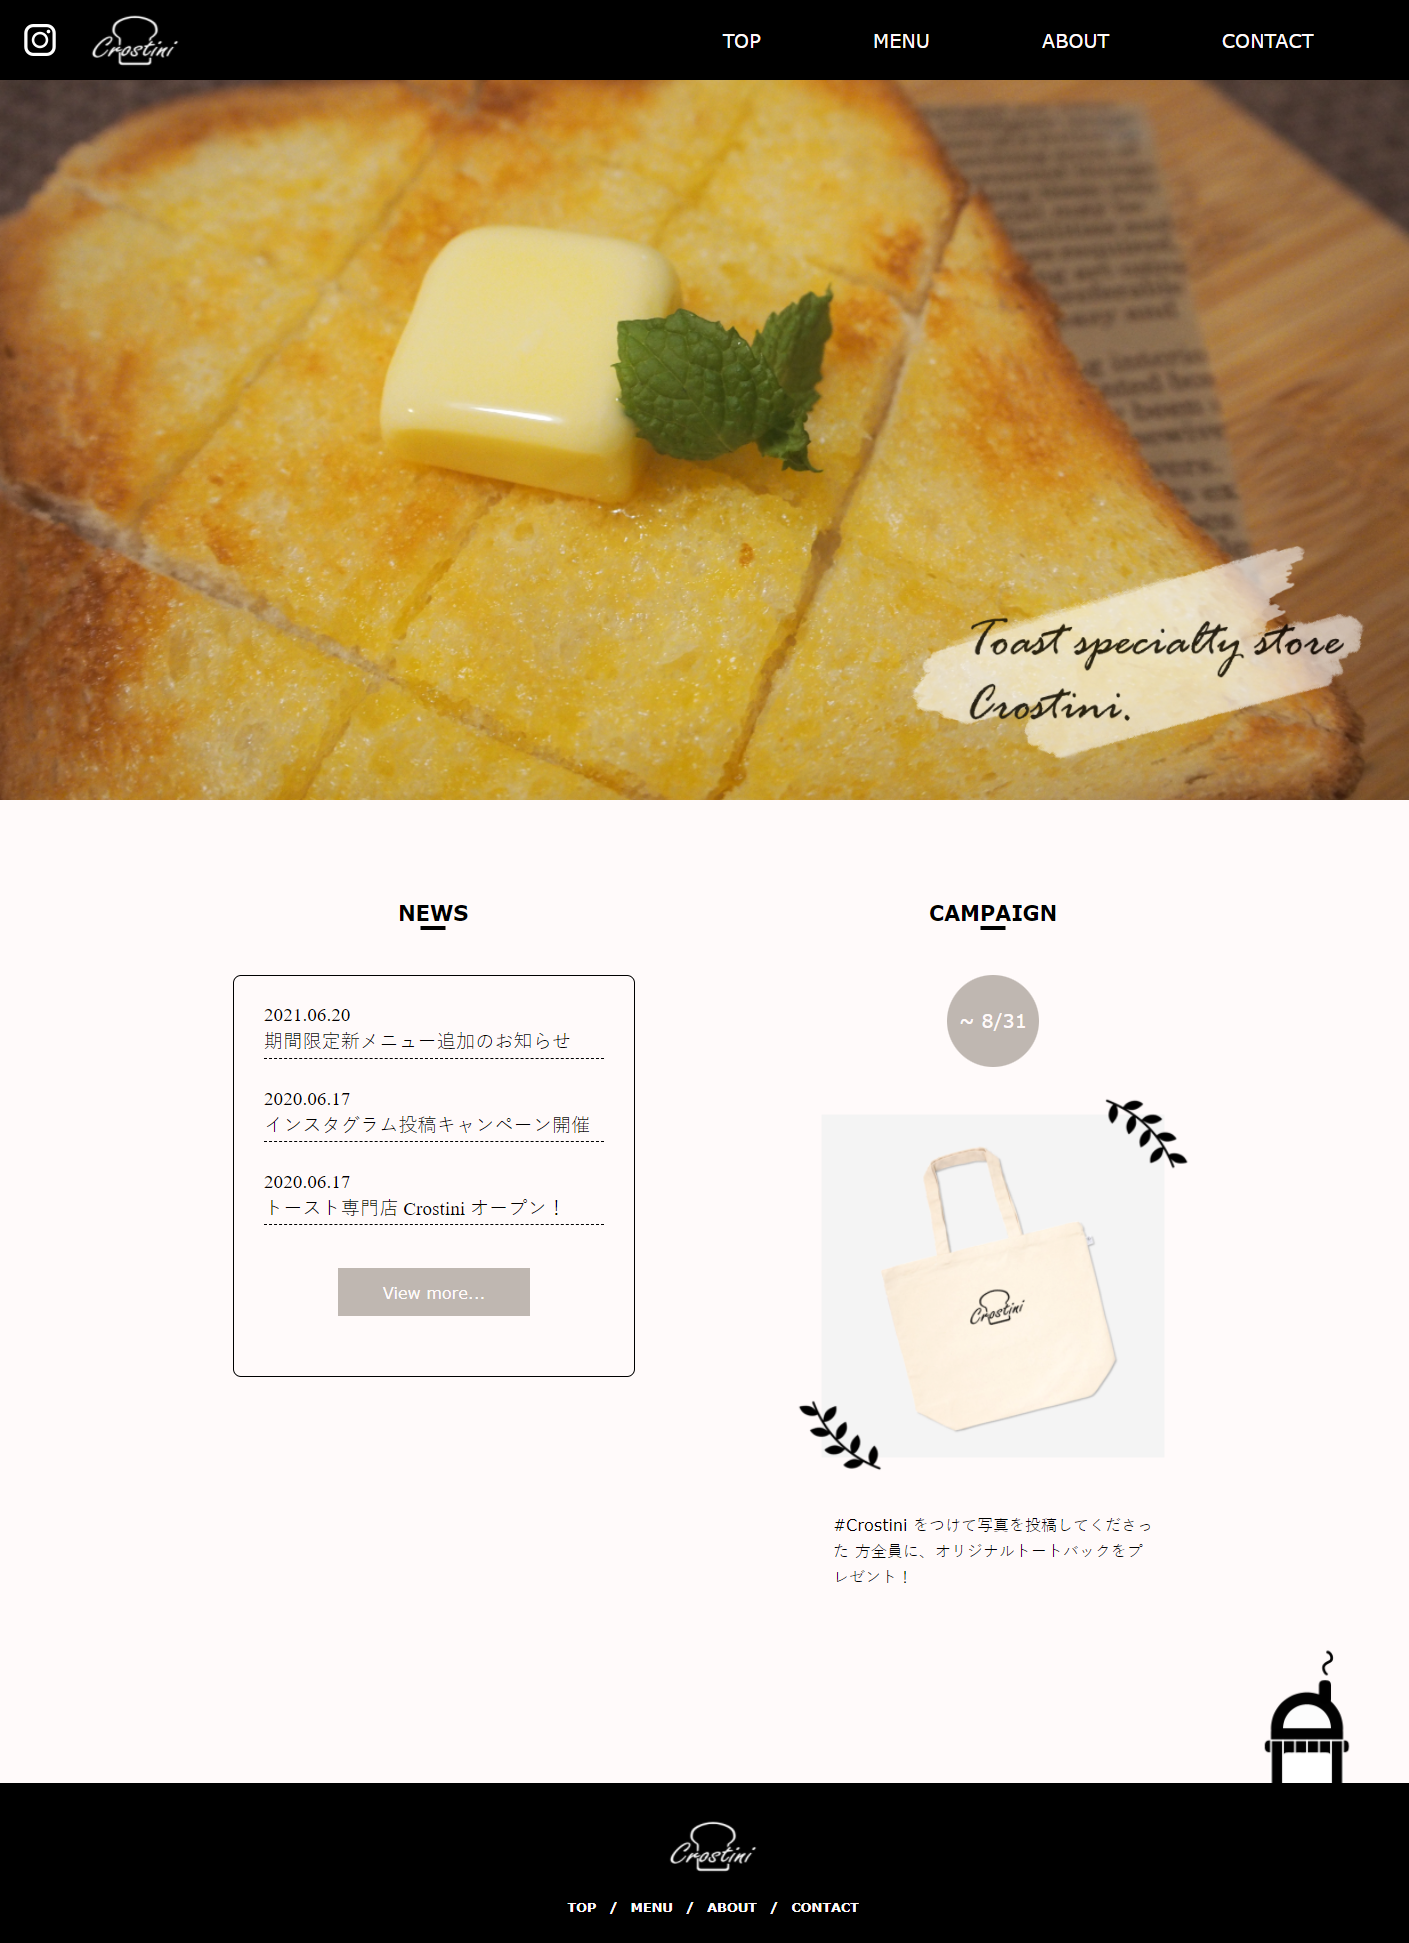 Crostini
TOP
MENU
ABOUT
CONTACT
Toast specialty store
Crostini.
NEWS
2021.06.20
期間限定新メニュー追加のお知らせ
2020.06.17
インスタグラム投稿キャンペーン開催
2020.06.17
トースト専門店 Crostini オープン！
View more...
CAMPAIGN
~ 8/31
Crostini
#Crostini をつけて写真を投稿してくださっ
た 方全員に、オリジナルトートバックをプ
レゼント！
Crostini
TOP / MENU / ABOUT / CONTACT